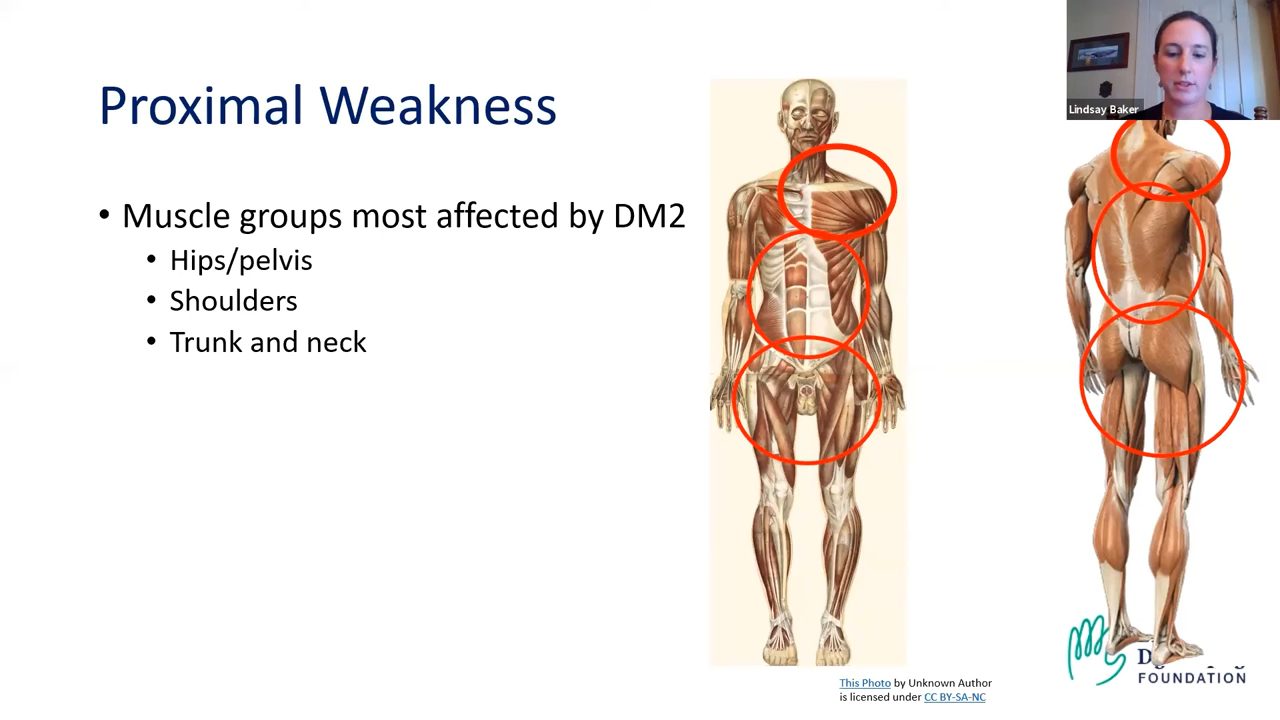 Lindsay Baker
Proximal Weakness
• Muscle groups most affected by DM2
• Hips/pelvis
• Shoulders
• Trunk and neck
This Photo by Unknown Author
is licensed under CC BY-SA-NC
FOUNDATION